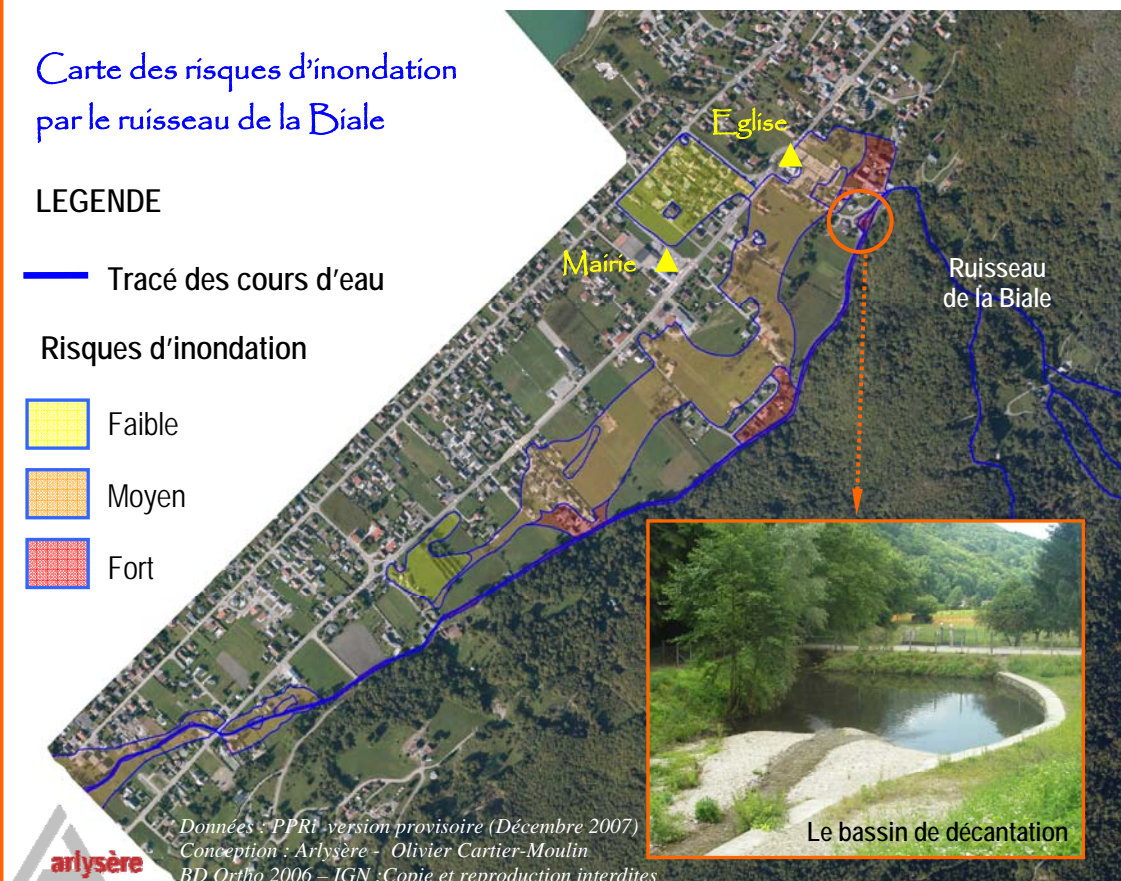 Carte des risques d'inondation
par le ruisseau de la Biale
LEGENDE
Tracé des cours d'eau
Risques d'inondation
Faible
Moyen
Fort
Eglise
Mairie
Ruisseau
de la Biale
Le bassin de décantation
Données : PPRi version provisoire (Décembre 2007)
Conception : Arlysère - Olivier Cartier-Moulin
BD Ortho 2006 – IGN :Copie et reproduction interdites
arlysère